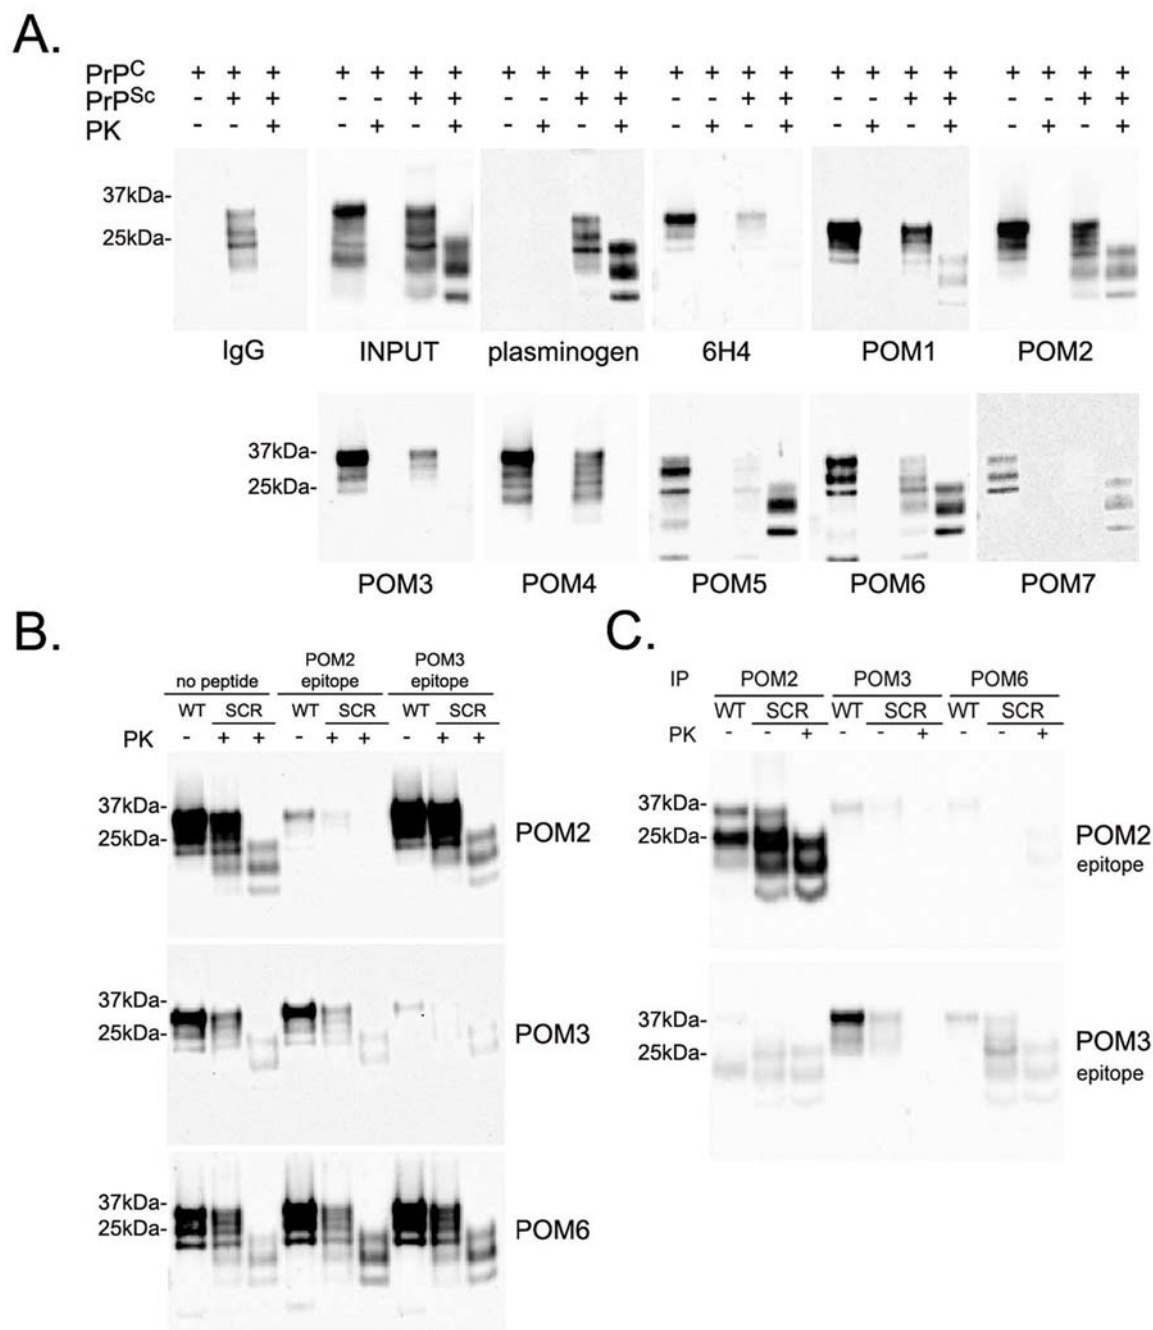 A.
PrPC + + + + + + + + + + + + + + + + + + + + + + +
PrPSc - + + - - + + - - + + - - + + - - + + - - + +
PK - - + - + - + - + - + - + - + - + - + - + - +
37kDa-
25kDa-
IgG INPUT plasminogen 6H4 POM1 POM2
37kDa-
25kDa-
POM3 POM4 POM5 POM6 POM7
B.
no peptide POM2 epitope POM3 epitope
WT SCR WT SCR WT SCR
PK - + + - + + - + +
37kDa-
25kDa-
POM2
37kDa-
25kDa-
POM3
37kDa-
25kDa-
POM6
C.
IP POM2 POM3 POM6
WT SCR WT SCR WT SCR
PK - - + - - + - - +
37kDa-
25kDa-
POM2
epitope
37kDa-
25kDa-
POM3
epitope